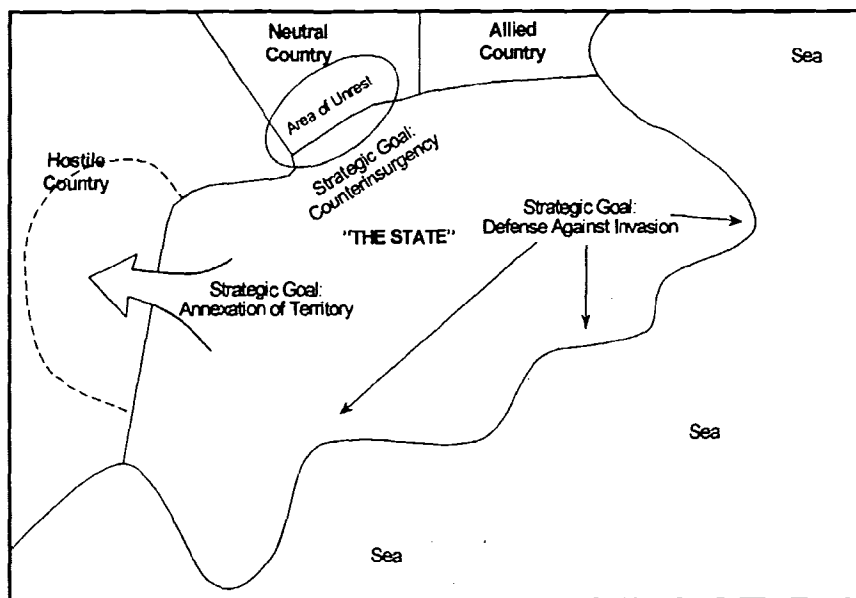 Neutral
Country
Allied
Country
Sea
Area of Unrest
Hostile
Country
Strategic Goal:
Counterinsurgency
Strategic Goal:
Defense Against Invasion
"THE STATE"
Strategic Goal:
Annexation of Territory
Sea
Sea